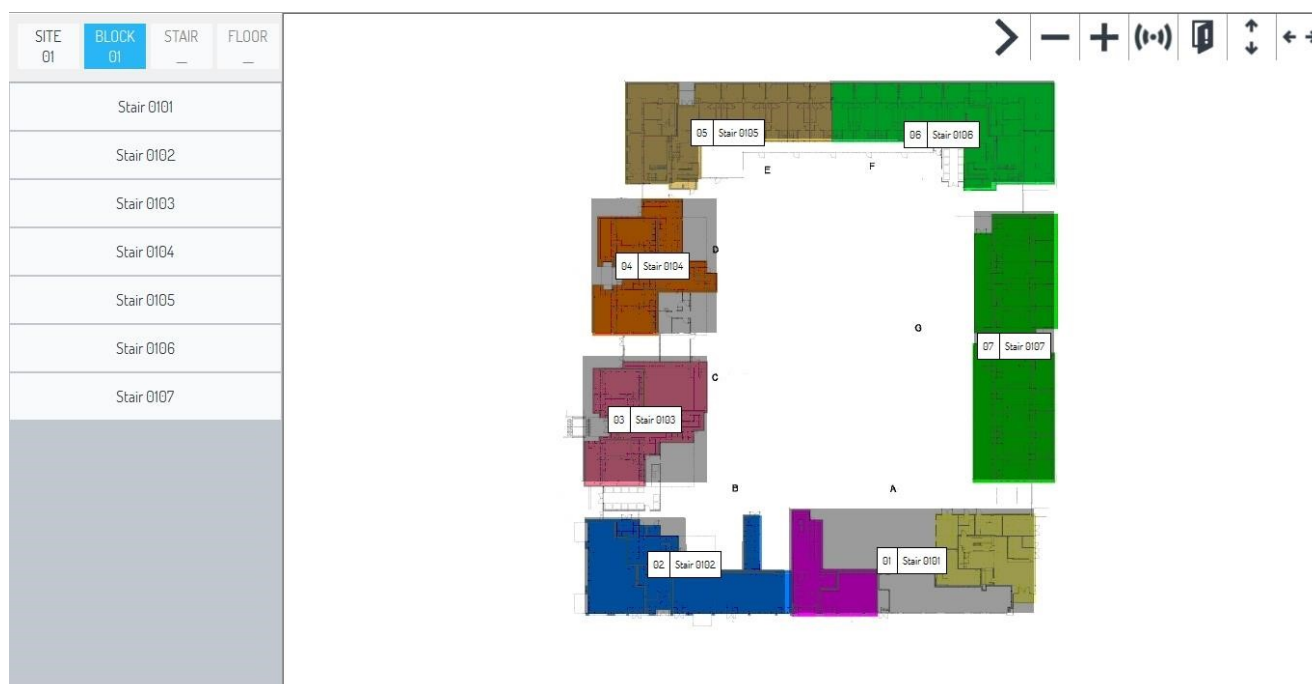 SITE
01
BLOCK
01
STAIR
—
FLOOR
—
Stair 0101
Stair 0102
Stair 0103
Stair 0104
Stair 0105
Stair 0106
Stair 0107
05 Stair 0105
06 Stair 0106
E
F
D
04 Stair 0104
G
07 Stair 0107
C
03 Stair 0103
B
A
02 Stair 0102
01 Stair 0101